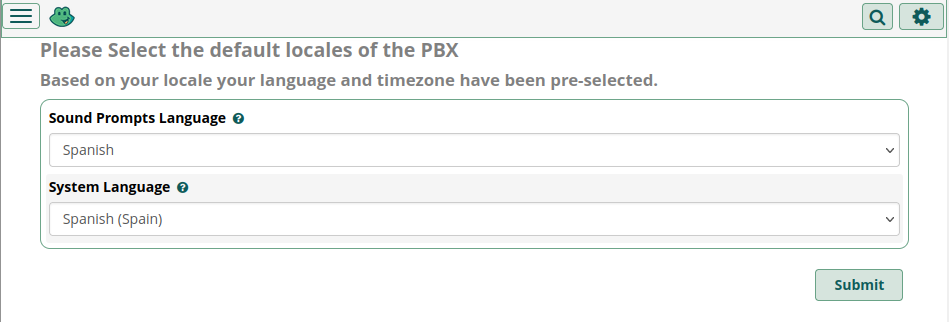 Please Select the default locales of the PBX
Based on your locale your language and timezone have been pre-selected.
Sound Prompts Language
Spanish
System Language
Spanish (Spain)
Submit